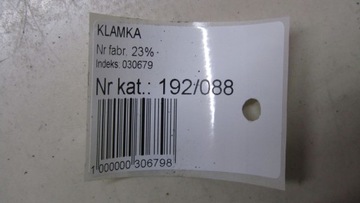 KLAMKA
Nr fabr. 23%
Indeks: 030679
Nr kat.: 192/088
1 000000 306798